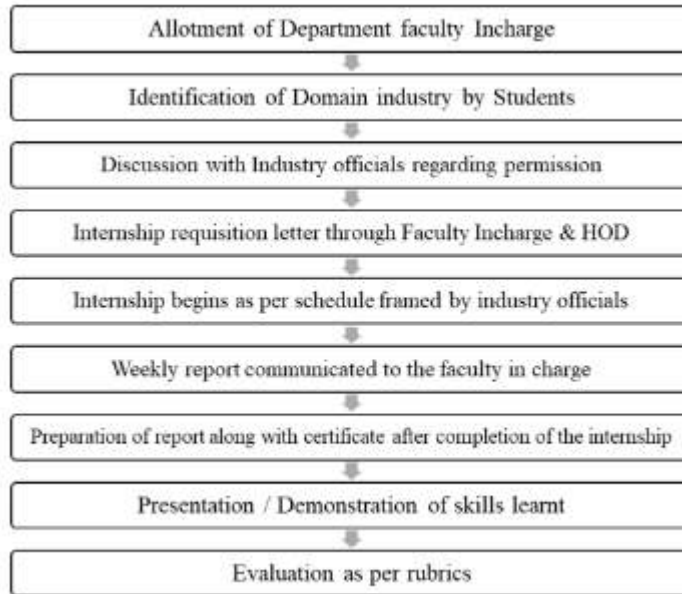 Allotment of Department faculty Incharge
Identification of Domain industry by Students
Discussion with Industry officials regarding permission
Internship requisition letter through Faculty Incharge & HOD
Internship begins as per schedule framed by industry officials
Weekly report communicated to the faculty in charge
Preparation of report along with certificate after completion of the internship
Presentation / Demonstration of skills learnt
Evaluation as per rubrics